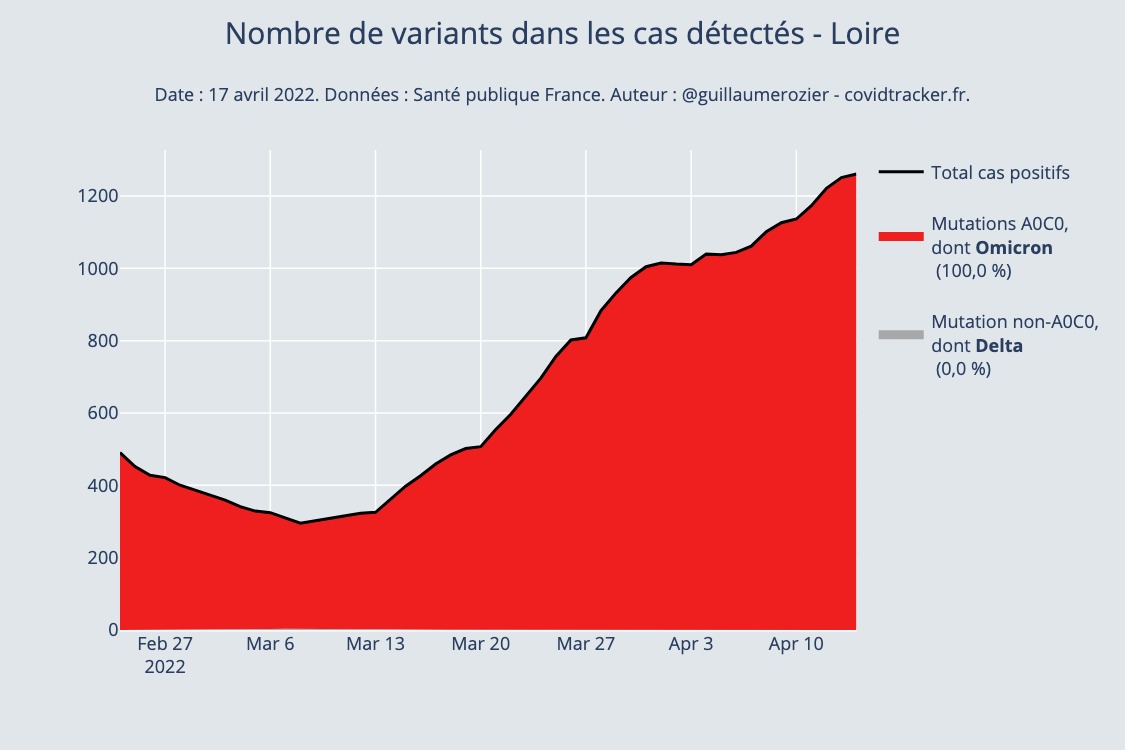 Nombre de variants dans les cas détectés - Loire
Date : 17 avril 2022. Données : Santé publique France. Auteur : @guillaumerozier - covidtracker.fr.
Total cas positifs
Mutations A0C0,
dont Omicron
(100,0 %)
Mutation non-A0C0,
dont Delta
(0,0 %)
1200
1000
800
600
400
200
0
Feb 27
2022
Mar 6
Mar 13
Mar 20
Mar 27
Apr 3
Apr 10